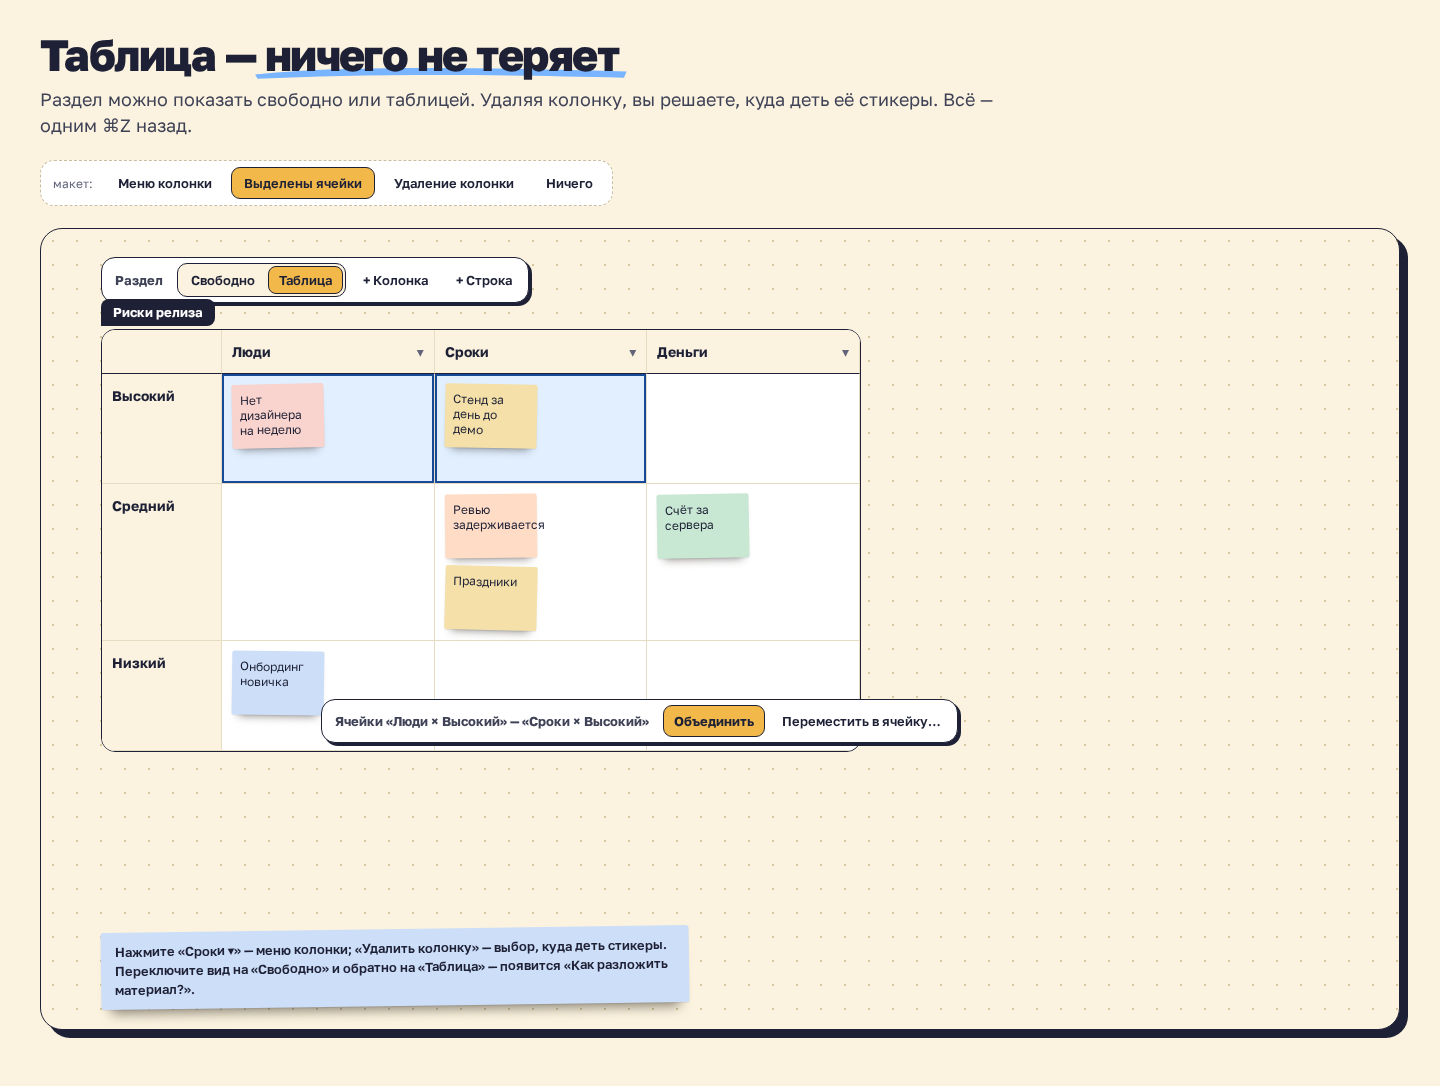 Таблица — ничего не теряет
Раздел можно показать свободно или таблицей. Удаляя колонку, вы решаете, куда деть её стикеры. Всё —
одним ⌘Z назад.
макет: Меню колонки Выделены ячейки Удаление колонки Ничего
Раздел Свободно Таблица + Колонка + Строка
Риски релиза
Люди ▼ Сроки ▼ Деньги ▼
Высокий
Нет
дизайнера
на неделю
Стенд за
день до
демо
Средний
Ревью
задерживается
Праздники
Счёт за
сервера
Низкий
Онбординг
новичка
Ячейки «Люди × Высокий» — «Сроки × Высокий» Объединить Переместить в ячейку…
Нажмите «Сроки ▾» — меню колонки; «Удалить колонку» — выбор, куда деть стикеры.
Переключите вид на «Свободно» и обратно на «Таблица» — появится «Как разложить
материал?».